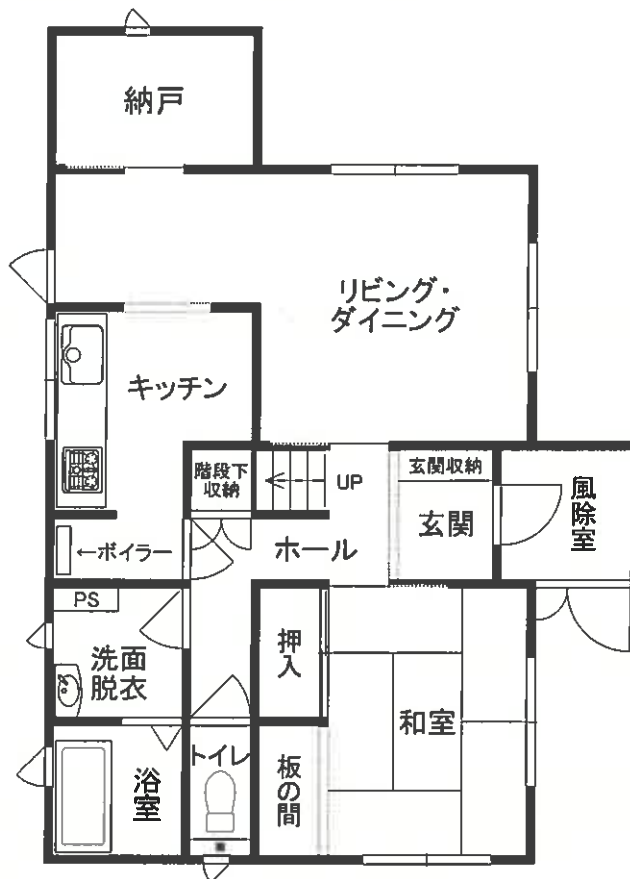 納戸
リビング・
ダイニング
キッチン
階段下
収納
UP
玄関収納
玄関
風除室
←ボイラー
ホール
PS
洗面
脱衣
押入
和室
トイレ
浴室
板の間